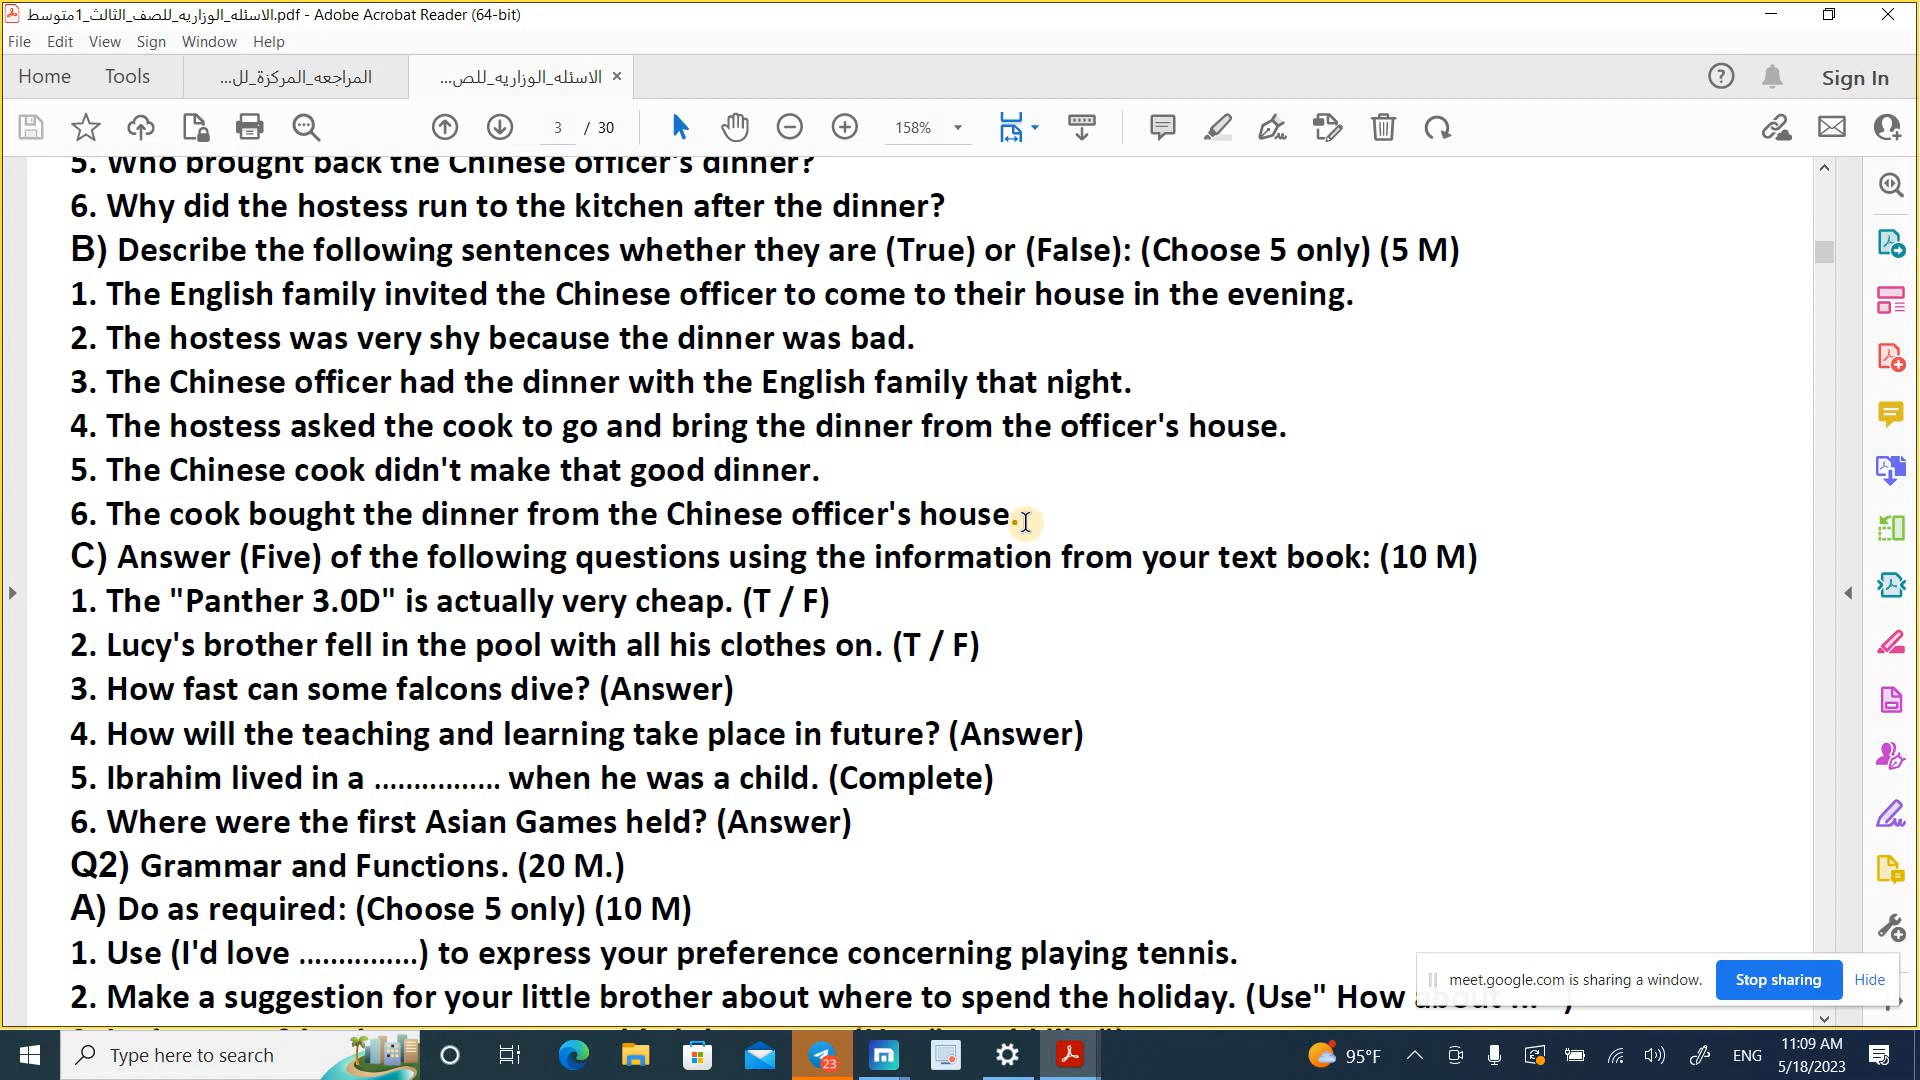 الاسئله_الوزاريه_للصف_الثالث_1متوسط.pdf - Adobe Acrobat Reader (64-bit)
File Edit View Sign Window Help
Home Tools المراجعه_المركزة_لل... الاسئله_الوزاريه_للص... × Sign In
3 / 30 158%
5. Who brought back the Chinese officer's dinner?
6. Why did the hostess run to the kitchen after the dinner?
B) Describe the following sentences whether they are (True) or (False): (Choose 5 only) (5 M)
1. The English family invited the Chinese officer to come to their house in the evening.
2. The hostess was very shy because the dinner was bad.
3. The Chinese officer had the dinner with the English family that night.
4. The hostess asked the cook to go and bring the dinner from the officer's house.
5. The Chinese cook didn't make that good dinner.
6. The cook bought the dinner from the Chinese officer's house.
C) Answer (Five) of the following questions using the information from your text book: (10 M)
1. The "Panther 3.0D" is actually very cheap. (T / F)
2. Lucy's brother fell in the pool with all his clothes on. (T / F)
3. How fast can some falcons dive? (Answer)
4. How will the teaching and learning take place in future? (Answer)
5. Ibrahim lived in a ................ when he was a child. (Complete)
6. Where were the first Asian Games held? (Answer)
Q2) Grammar and Functions. (20 M.)
A) Do as required: (Choose 5 only) (10 M)
1. Use (I'd love ...............) to express your preference concerning playing tennis.
meet.google.com is sharing a window. Stop sharing Hide
2. Make a suggestion for your little brother about where to spend the holiday. (Use" How about ... " )
Type here to search 23 95°F ENG 11:09 AM
5/18/2023